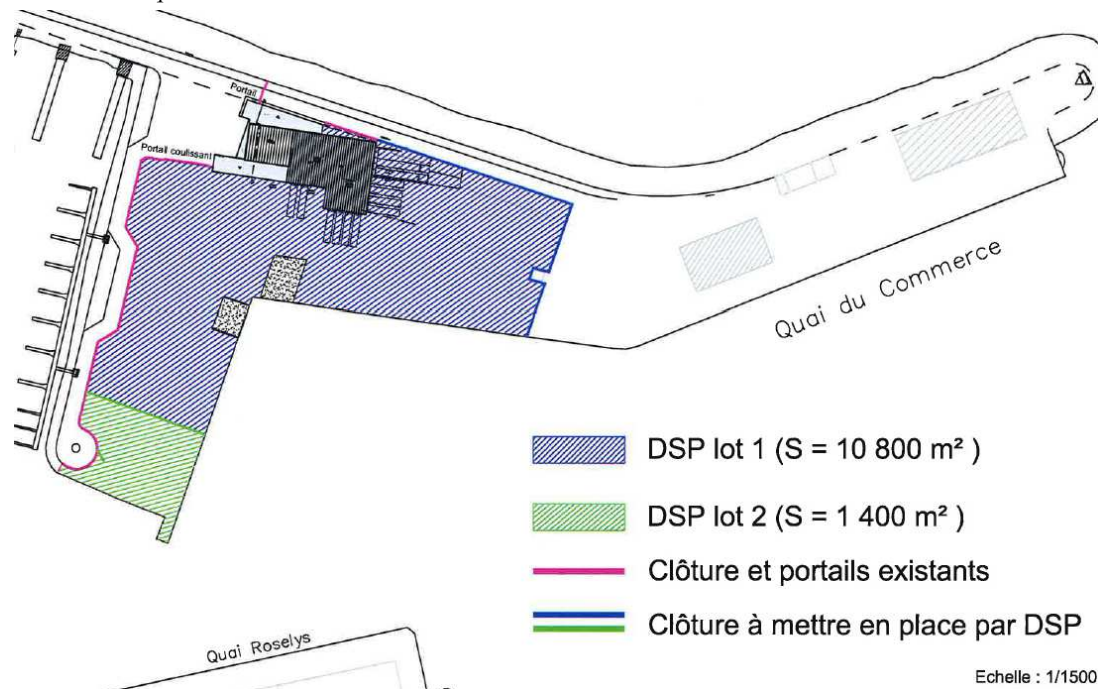 Portail
Portail coulissant
Quai du Commerce
DSP lot 1 (S = 10 800 m² )
DSP lot 2 (S = 1 400 m² )
Clôture et portails existants
Clôture à mettre en place par DSP
Quai Roselys
Echelle : 1/1500